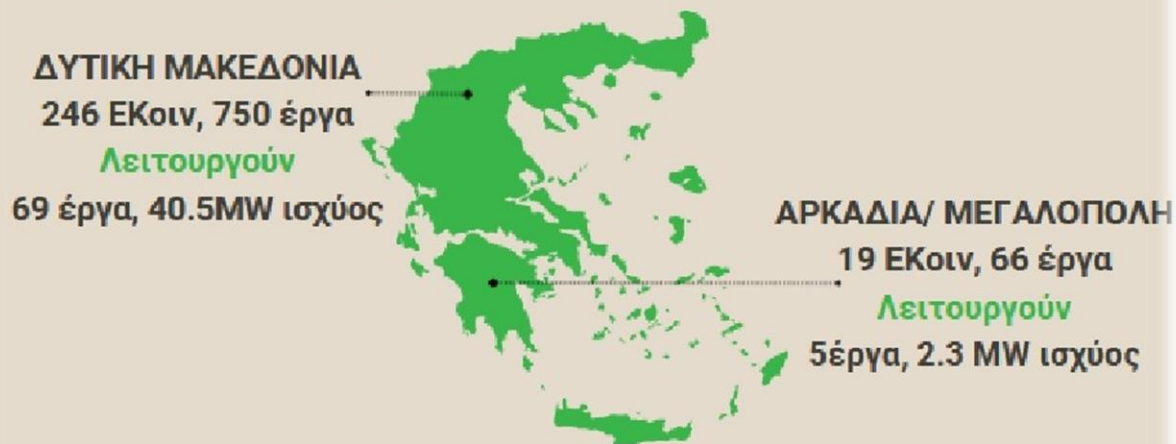 ΔΥΤΙΚΗ ΜΑΚΕΔΟΝΙΑ
246 ΕΚοιν, 750 έργα
Λειτουργούν
69 έργα, 40.5MW ισχύος
ΑΡΚΑΔΙΑ/ ΜΕΓΑΛΟΠΟΛΗ
19 ΕΚοιν, 66 έργα
Λειτουργούν
5έργα, 2.3 MW ισχύος